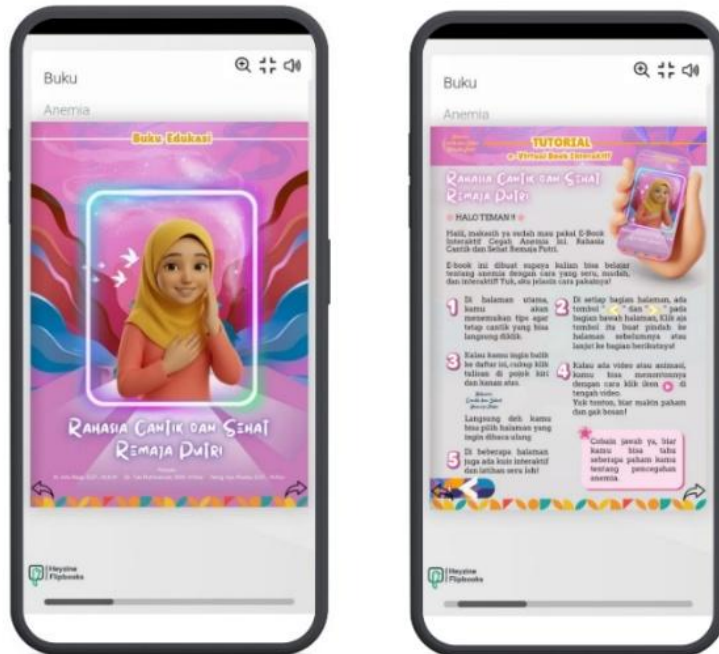 Buku
Anemia
Buku Edukasi
RAHASIA CANTIK DAN SEHAT
REMAJA PUTRI
Heyzine
Flipbooks
Buku
Anemia
TUTORIAL
Virtual Book Interaktif
RAHASIA CANTIK DAN SEHAT
REMAJA PUTRI
HALO TEMAN !!
Haiii, makasih ya sudah mau pakai E-Book
Interaktif Cegah Anemia ini. Rahasia
Cantik dan Sehat Remaja Putri.
E-book ini dibuat supaya kalian bisa belajar
tentang anemia dengan cara yang seru, mudah,
dan interaktif! Yuk, aku jelasin cara pakainya!
1 Di halaman utama,
kamu akan
menemukan tips agar
tetap cantik yang bisa
langsung diklik.
2 Di setiap bagian halaman, ada
tombol "<" dan ">" pada
bagian bawah halaman, Klik aja
tombol itu buat pindah ke
halaman sebelumnya atau
lanjut ke bagian berikutnya!
3 Kalau kamu ingin balik
ke daftar isi, cukup klik
tulisan di pojok kiri
dan kanan atas.
Langsung deh kamu
bisa pilih halaman yang
ingin dibaca ulang
4 Kalau ada video atau animasi,
kamu bisa menontonnya
dengan cara klik ikon di
tengah video.
Yuk tonton, biar makin paham
dan gak bosan!
5 Di beberapa halaman
juga ada kuis interaktif
dan latihan seru loh!
Cobain jawab ya, biar
kamu bisa tahu
seberapa paham kamu
tentang pencegahan
anemia.
Heyzine
Flipbooks